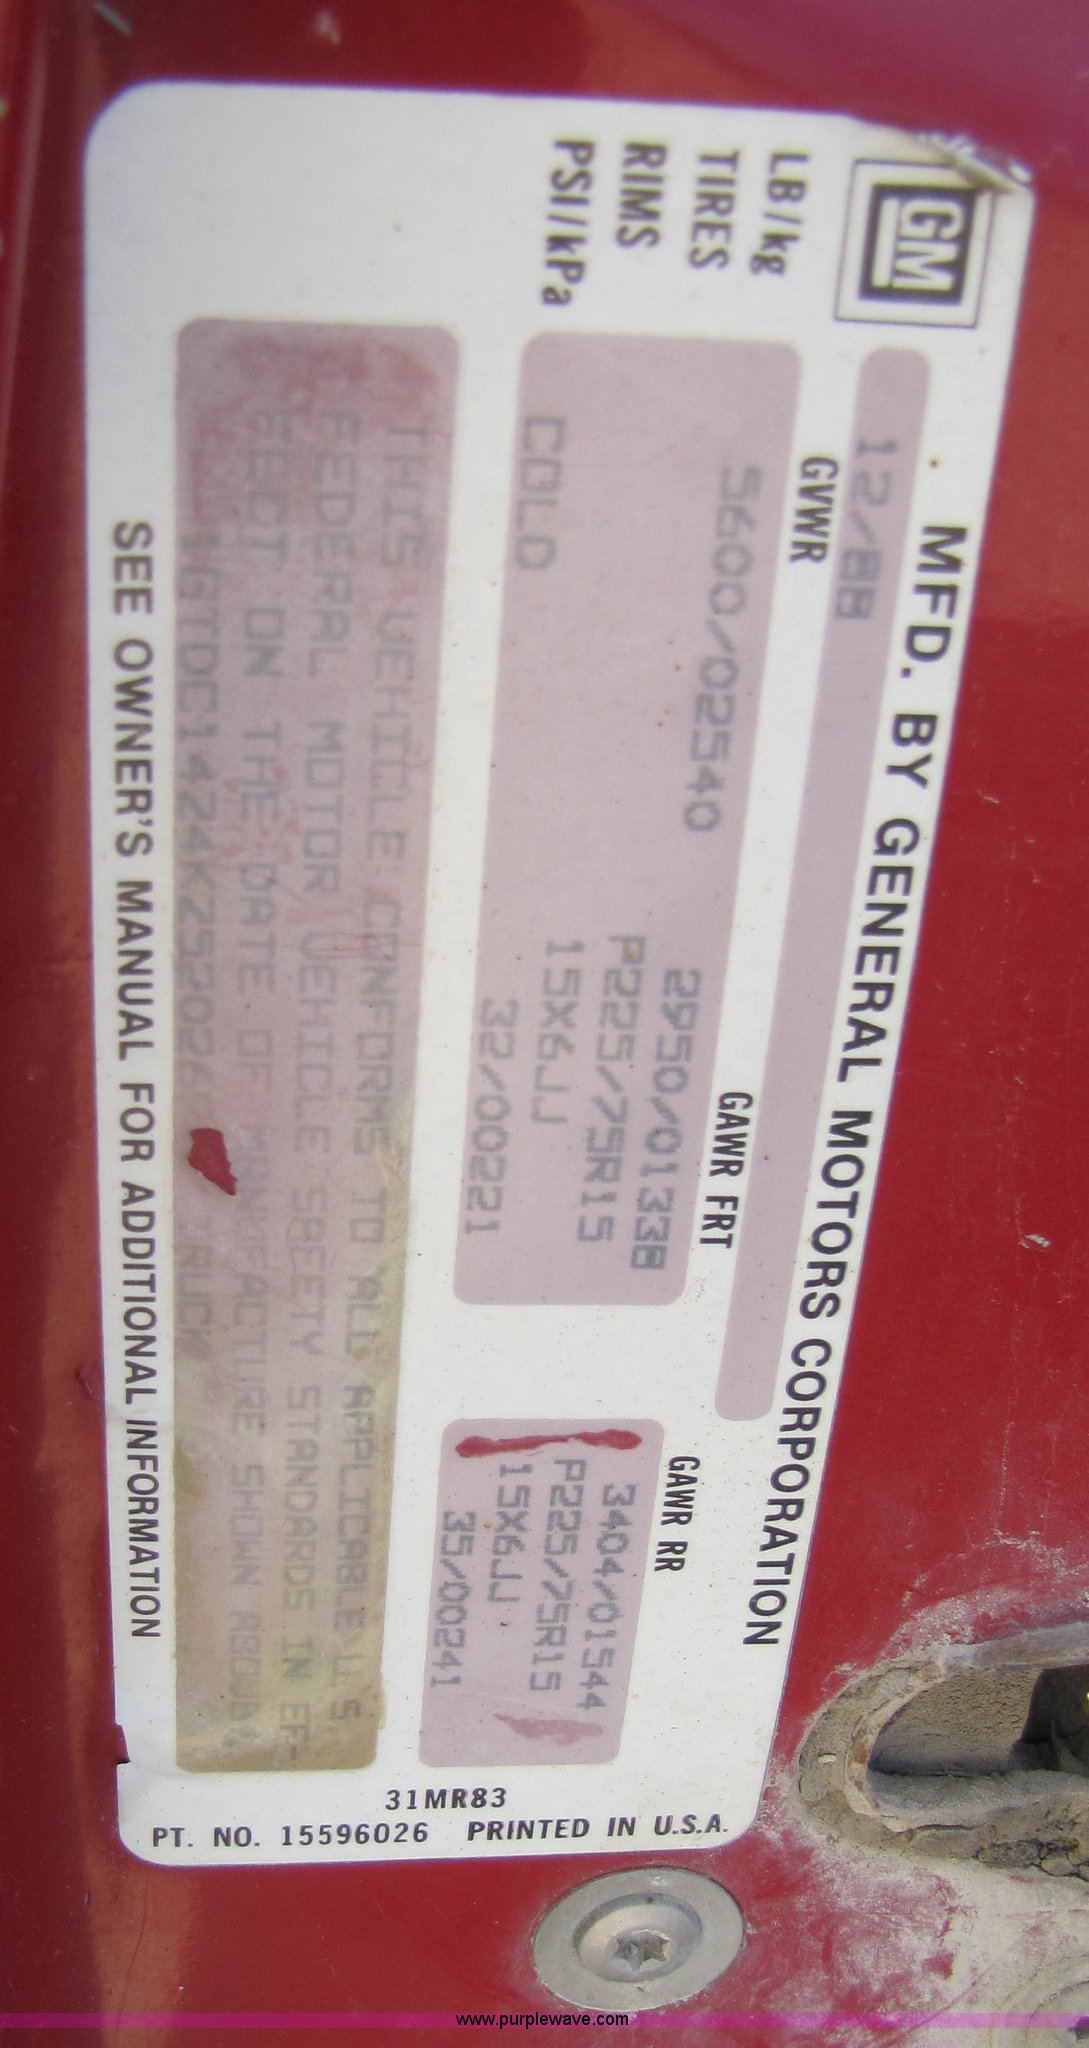 GM
MFD. BY GENERAL MOTORS CORPORATION
12/88
GVWR GAWR FRT GAWR RR
LB/kg 5600/02540 2950/01338 3404/01544
TIRES P225/75R15 P225/75R15
RIMS 15X6JJ 15X6JJ
PSI/kPa COLD 32/00221 35/00241
THIS VEHICLE CONFORMS TO ALL APPLICABLE U.S.
FEDERAL MOTOR VEHICLE SAFETY STANDARDS IN EF-
FECT ON THE DATE OF MANUFACTURE SHOWN ABOVE.
TRUCK
SEE OWNER'S MANUAL FOR ADDITIONAL INFORMATION
31MR83
PT. NO. 15596026 PRINTED IN U.S.A.
www.purplewave.com